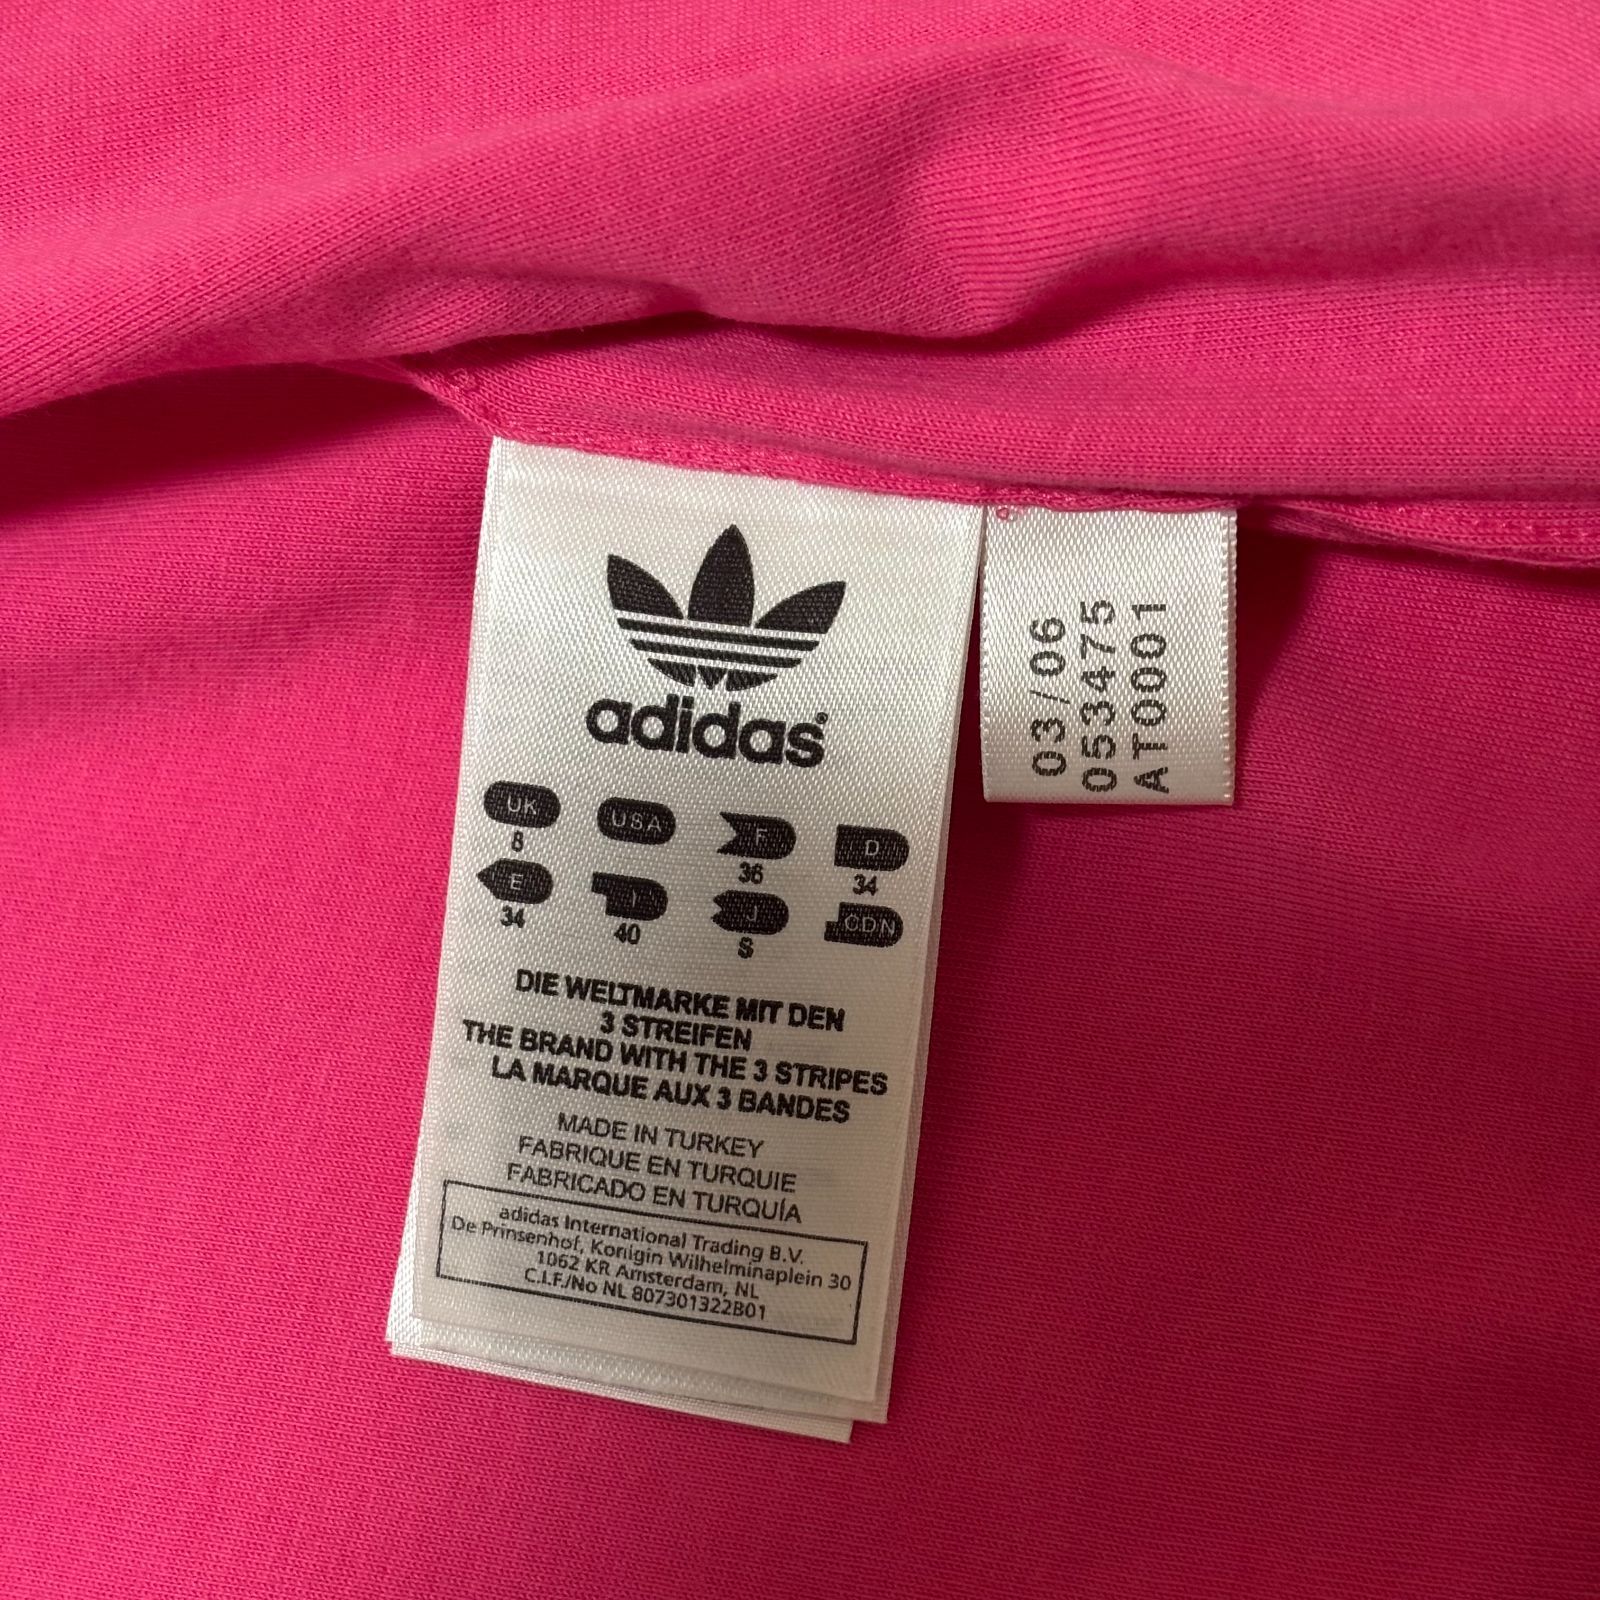 adidas
UK USA F D
8 36 34
E I J CDN
34 40 S
DIE WELTMARKE MIT DEN
3 STREIFEN
THE BRAND WITH THE 3 STRIPES
LA MARQUE AUX 3 BANDES
MADE IN TURKEY
FABRIQUE EN TURQUIE
FABRICADO EN TURQUÍA
adidas International Trading B.V.
De Prinsenhof, Konigin Wilhelminaplein 30
1062 KR Amsterdam, NL
C.I.F./No NL 807301322B01
03/06
053475
AT0001